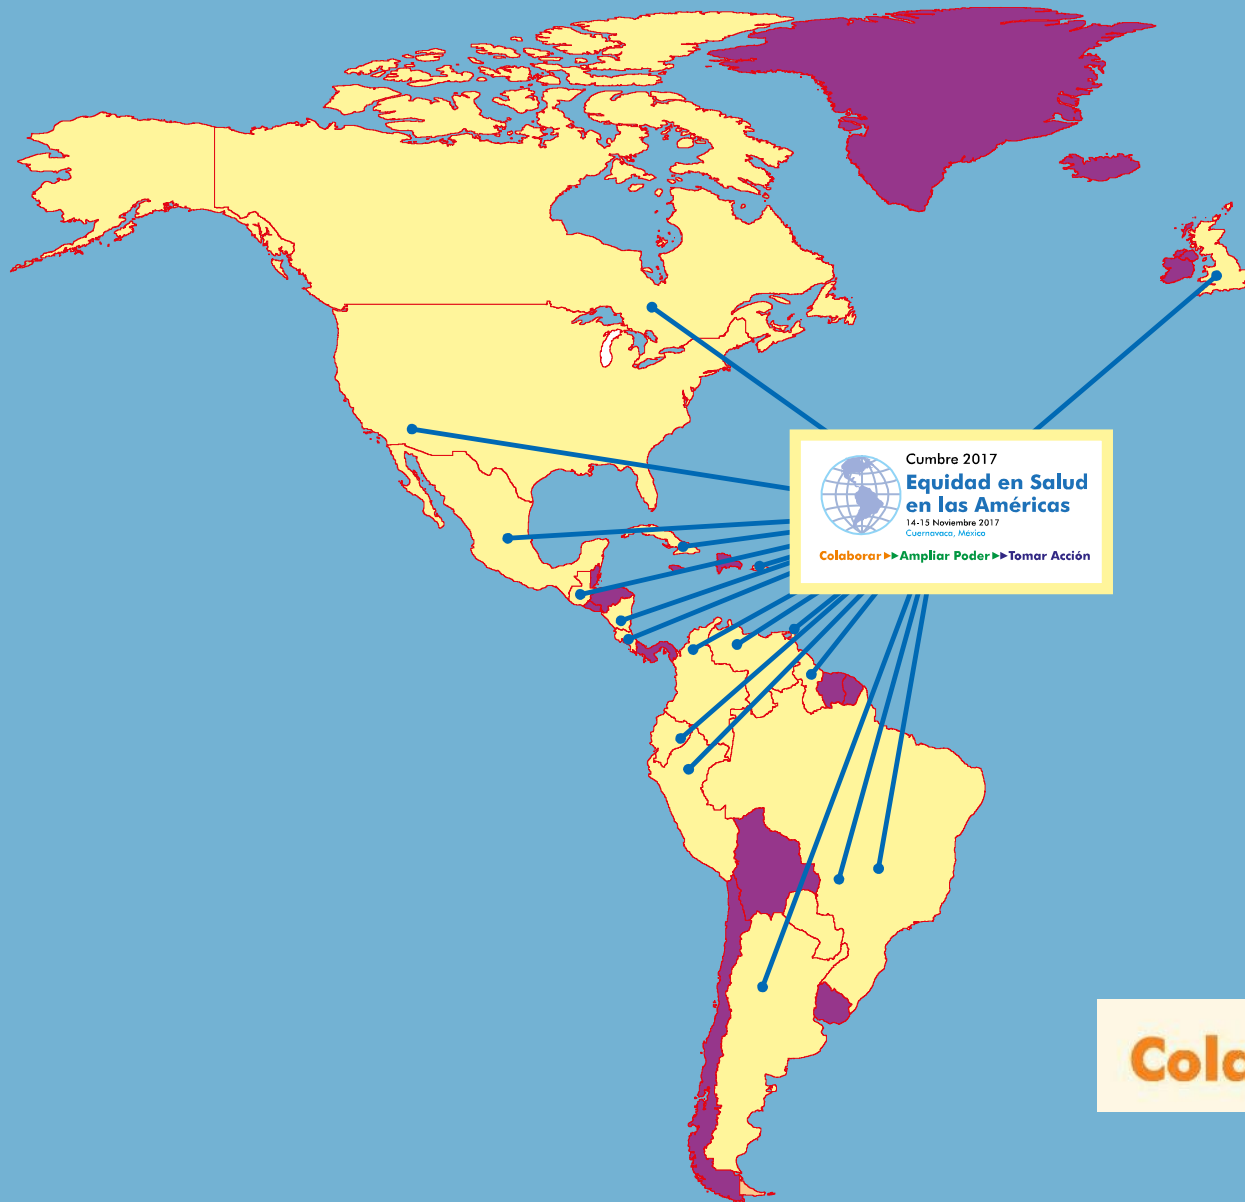 Cumbre 2017
Equidad en Salud
en las Américas
14-15 Noviembre 2017
Cuernavaca, México
Colaborar ▶▶ Ampliar Poder ▶▶ Tomar Acción